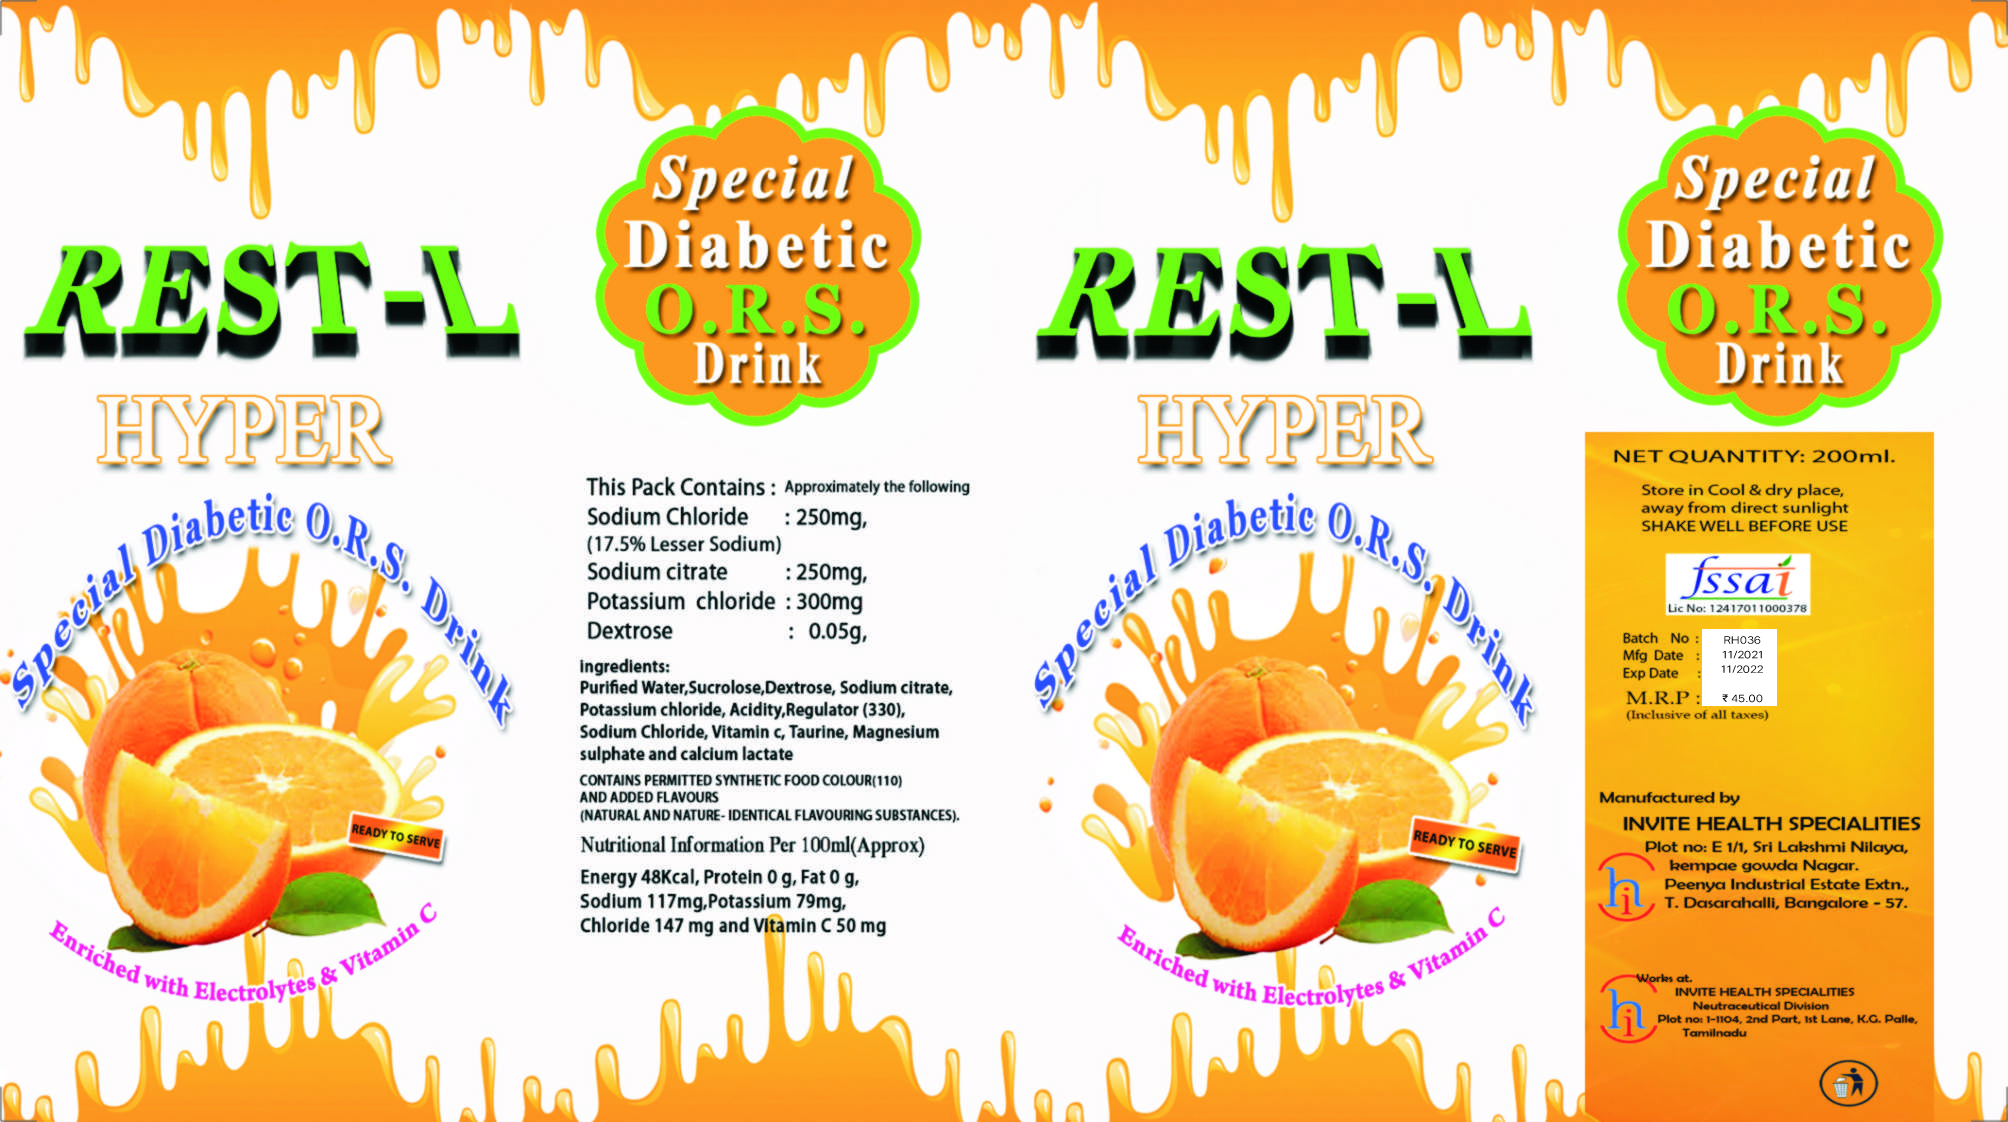 REST-L
HYPER
Special Diabetic O.R.S. Drink
READY TO SERVE
Enriched with Electrolytes & Vitamin C
Special
Diabetic
O.R.S.
Drink
This Pack Contains : Approximately the following
Sodium Chloride : 250mg,
(17.5% Lesser Sodium)
Sodium citrate : 250mg,
Potassium chloride : 300mg
Dextrose : 0.05g,
ingredients:
Purified Water,Sucrolose,Dextrose, Sodium citrate,
Potassium chloride, Acidity,Regulator (330),
Sodium Chloride, Vitamin c, Taurine, Magnesium
sulphate and calcium lactate
CONTAINS PERMITTED SYNTHETIC FOOD COLOUR(110)
AND ADDED FLAVOURS
(NATURAL AND NATURE- IDENTICAL FLAVOURING SUBSTANCES).
Nutritional Information Per 100ml(Approx)
Energy 48Kcal, Protein 0 g, Fat 0 g,
Sodium 117mg,Potassium 79mg,
Chloride 147 mg and Vitamin C 50 mg
REST-L
HYPER
Special Diabetic O.R.S. Drink
READY TO SERVE
Enriched with Electrolytes & Vitamin C
Special
Diabetic
O.R.S.
Drink
NET QUANTITY: 200ml.
Store in Cool & dry place,
away from direct sunlight
SHAKE WELL BEFORE USE
fssai
Lic No: 12417011000378
Batch No : RH036
Mfg Date : 11/2021
Exp Date : 11/2022
M.R.P : ₹ 45.00
(Inclusive of all taxes)
Manufactured by
INVITE HEALTH SPECIALITIES
Plot no: E 1/1, Sri Lakshmi Nilaya,
kempae gowda Nagar.
Peenya Industrial Estate Extn.,
T. Dasarahalli, Bangalore - 57.
hi
Works at.
INVITE HEALTH SPECIALITIES
Neutraceutical Division
Plot no: 1-1104, 2nd Part, 1st Lane, K.G. Palle,
Tamilnadu
hi